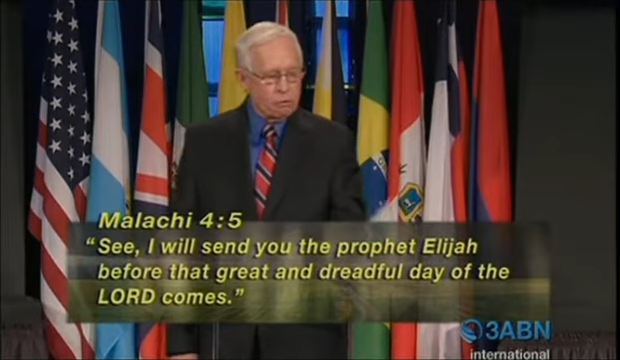 Malachi 4:5
“See, I will send you the prophet Elijah
before that great and dreadful day of the
LORD comes.”
3ABN
international